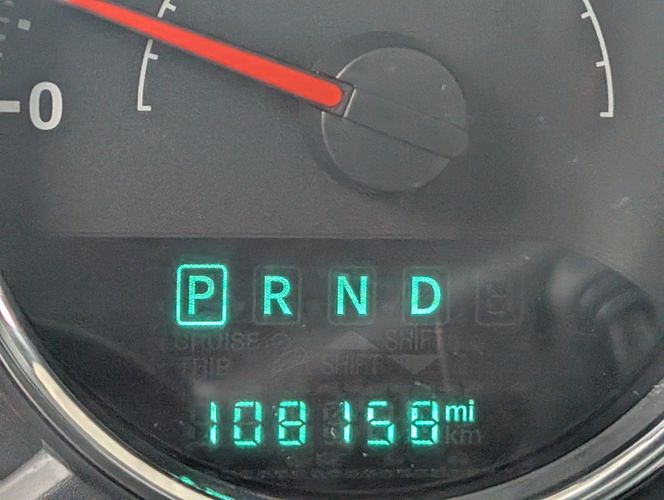 0
P R N D E
CRUISE SHIFT
TRIP SHIFT
108158 mi
km